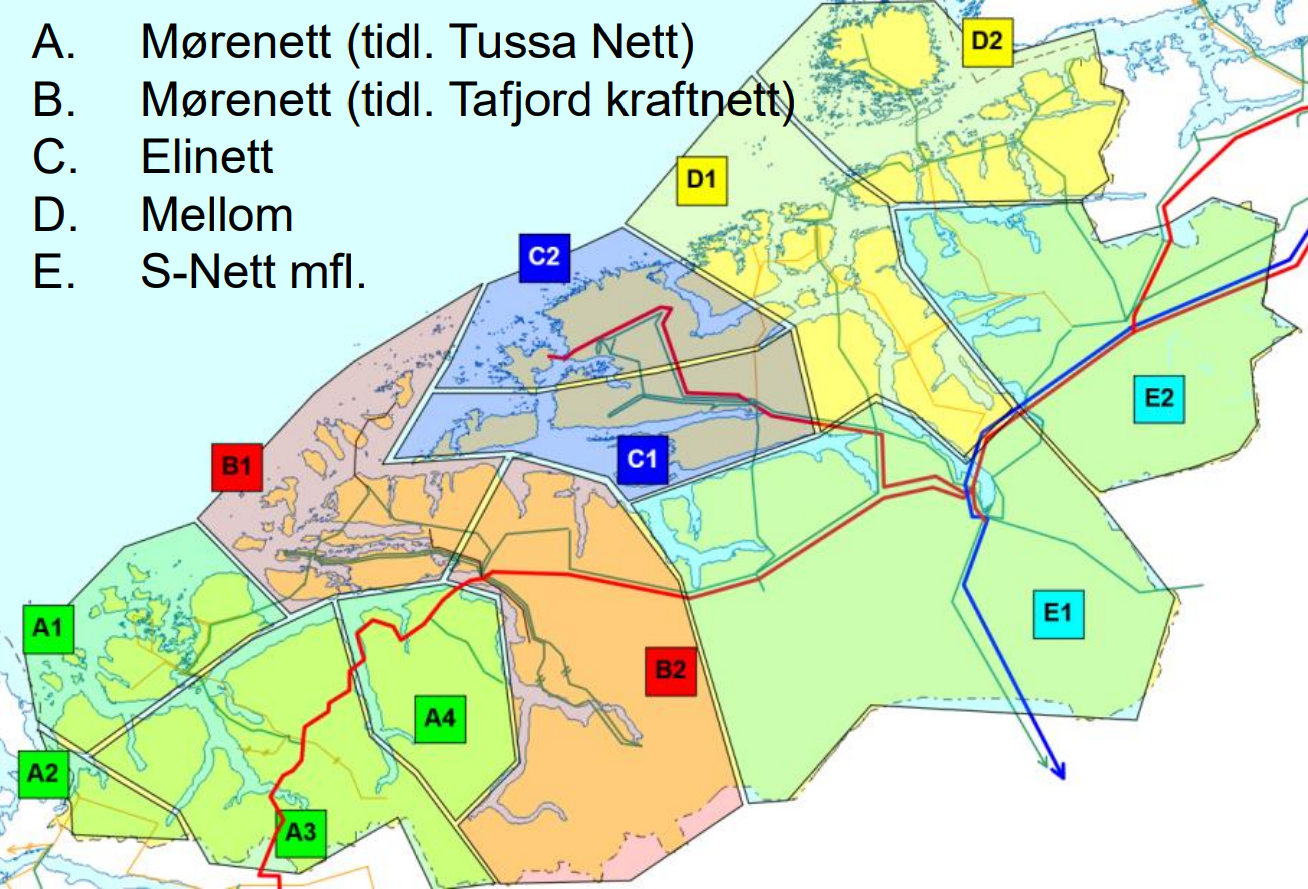 A. Mørenett (tidl. Tussa Nett)
B. Mørenett (tidl. Tafjord kraftnett)
C. Elinett
D. Mellom
E. S-Nett mfl.
D2
D1
C2
E2
B1
C1
E1
A1
B2
A4
A2
A3